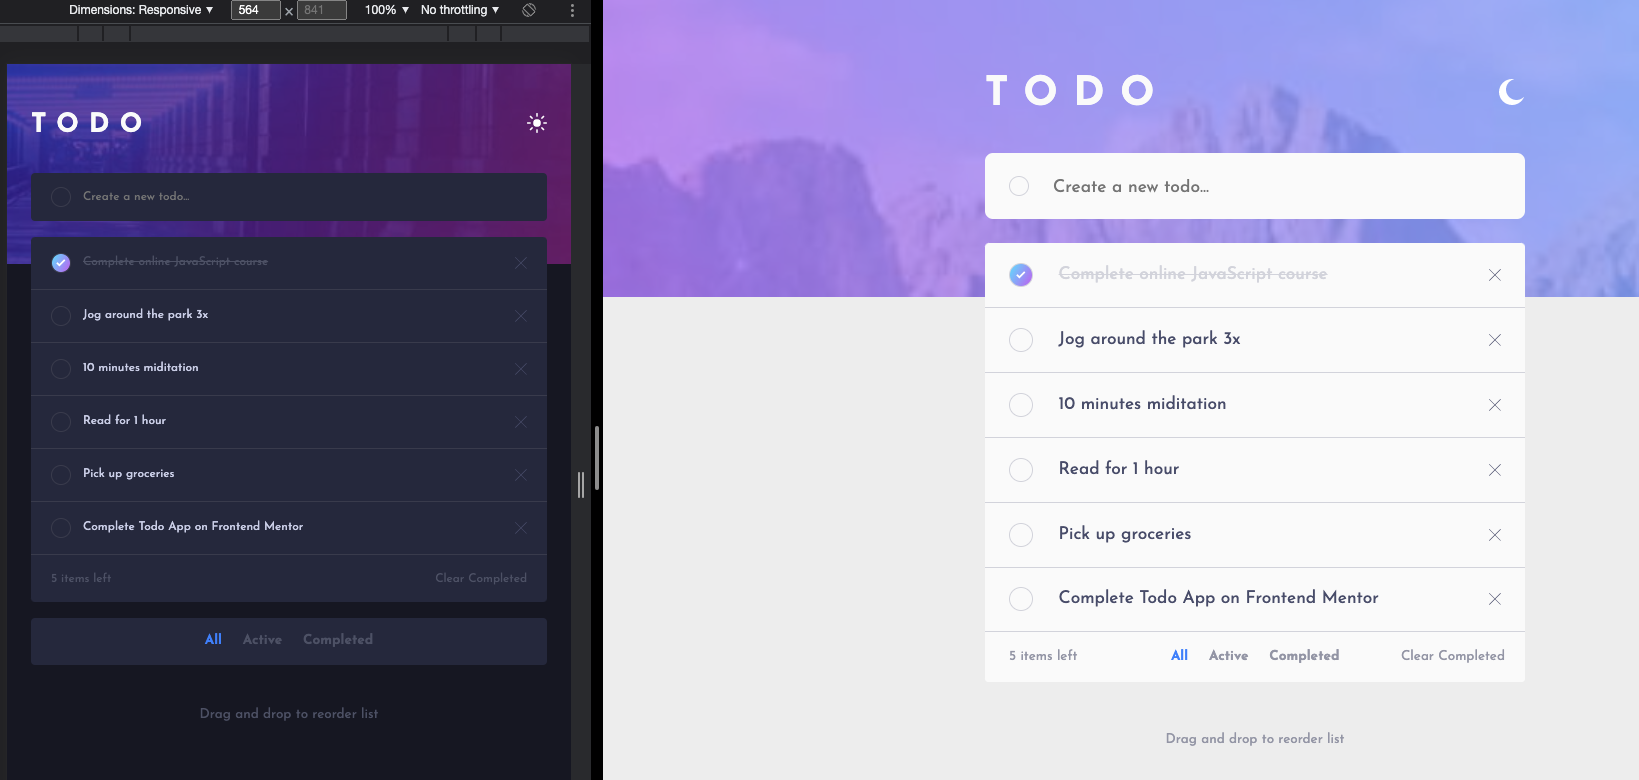 Dimensions: Responsive ▼ 564 × 841 100% ▼ No throttling ▼
TODO
Create a new todo...
Complete online JavaScript course
Jog around the park 3x
10 minutes miditation
Read for 1 hour
Pick up groceries
Complete Todo App on Frontend Mentor
5 items left Clear Completed
All Active Completed
Drag and drop to reorder list
TODO
Create a new todo...
Complete online JavaScript course
Jog around the park 3x
10 minutes miditation
Read for 1 hour
Pick up groceries
Complete Todo App on Frontend Mentor
5 items left All Active Completed Clear Completed
Drag and drop to reorder list